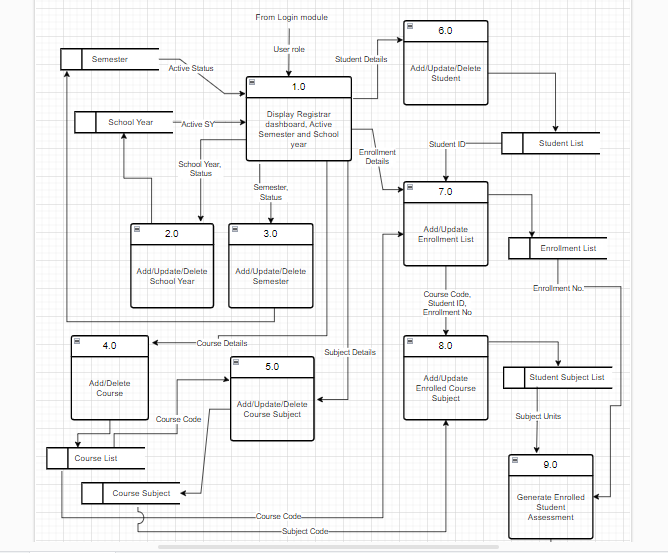 From Login module
User role
6.0
Add/Update/Delete
Student
Semester
Active Status
Student Details
1.0
Display Registrar
dashboard, Active
Semester and School
year
School Year
Active SY
Student ID
Student List
Enrollment
Details
School Year,
Status
Semester,
Status
7.0
Add/Update
Enrollment List
2.0
Add/Update/Delete
School Year
3.0
Add/Update/Delete
Semester
Enrollment List
Enrollment No.
Course Code,
Student ID,
Enrollment No
4.0
Add/Delete
Course
Course Details
Subject Details
8.0
Add/Update
Enrolled Course
Subject
5.0
Add/Update/Delete
Course Subject
Student Subject List
Course Code
Subject Units
Course List
9.0
Generate Enrolled
Student
Assessment
Course Subject
Course Code
Subject Code